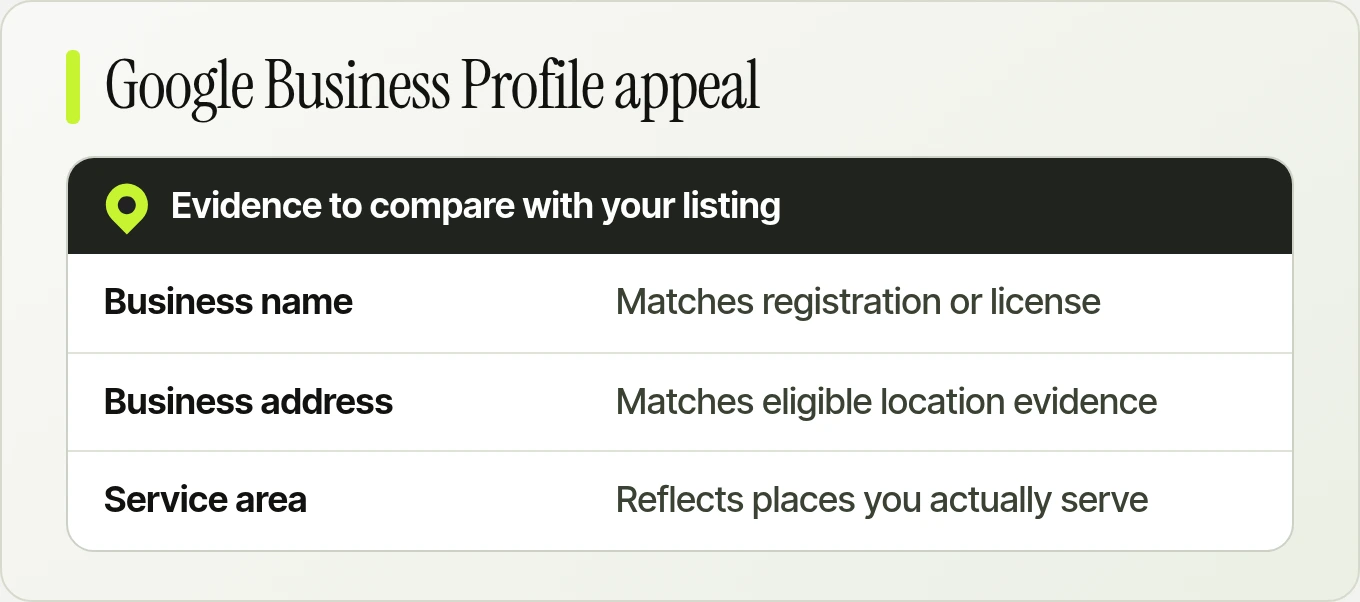 Google Business Profile appeal
Evidence to compare with your listing
Business name
Matches registration or license
Business address
Matches eligible location evidence
Service area
Reflects places you actually serve